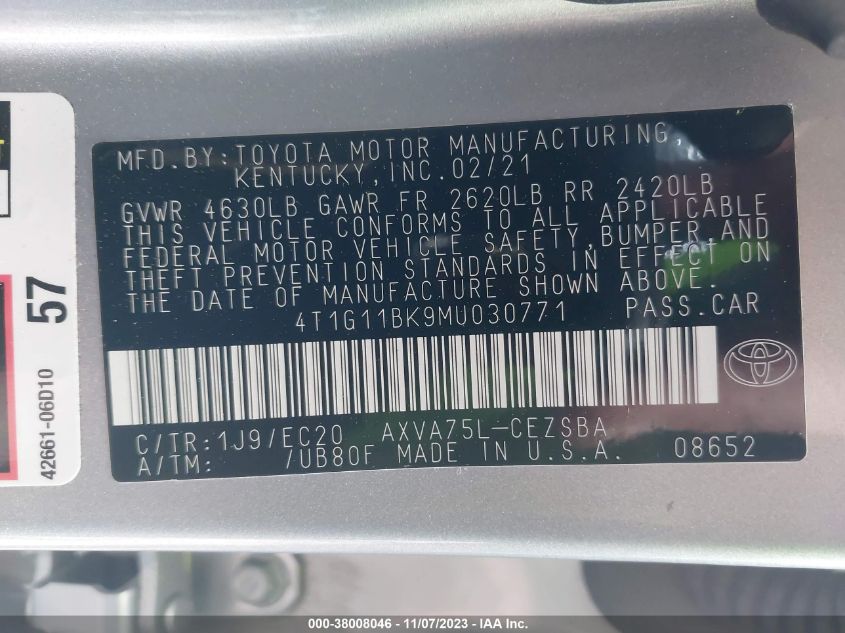 MFD.BY:TOYOTA MOTOR MANUFACTURING,
KENTUCKY,INC.02/21
GVWR 4630LB GAWR FR 2620LB RR 2420LB
THIS VEHICLE CONFORMS TO ALL APPLICABLE
FEDERAL MOTOR VEHICLE SAFETY,BUMPER,AND
THEFT PREVENTION STANDARDS IN EFFECT ON
THE DATE OF MANUFACTURE SHOWN ABOVE.
4T1G11BK9MU030771 PASS.CAR
C/TR:1J9/EC20 AXVA75L-CEZSBA
A/TM: /UB80F MADE IN U.S.A. 08652
57
42661-06D10
000-38008046 - 11/07/2023 - IAA Inc.